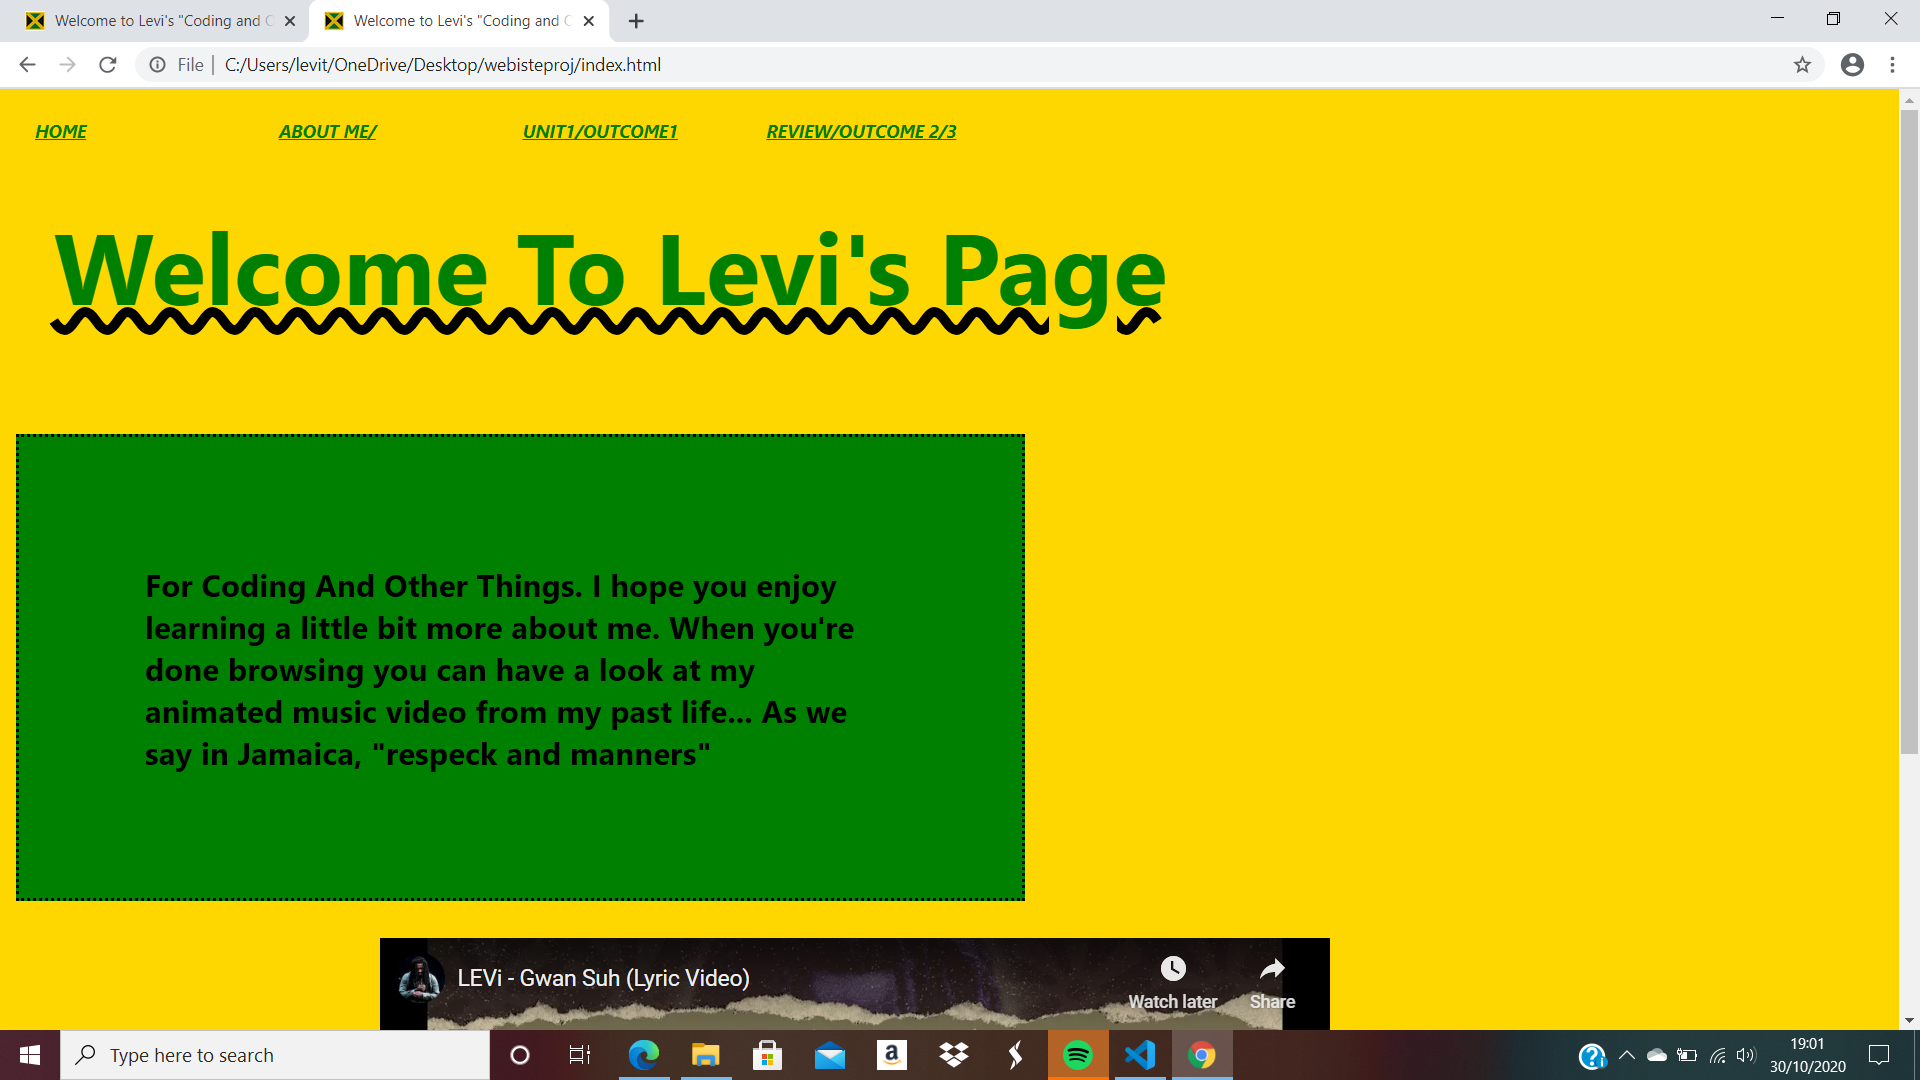 Welcome to Levi's "Coding and
Welcome to Levi's "Coding and
File
C:/Users/levit/OneDrive/Desktop/webisteproj/index.html
HOME
ABOUT ME/
UNIT1/OUTCOME1
REVIEW/OUTCOME 2/3
Welcome To Levi's Page
For Coding And Other Things. I hope you enjoy
learning a little bit more about me. When you're
done browsing you can have a look at my
animated music video from my past life... As we
say in Jamaica, "respeck and manners"
LEVi - Gwan Suh (Lyric Video)
Watch later
Share
Type here to search
19:01
30/10/2020